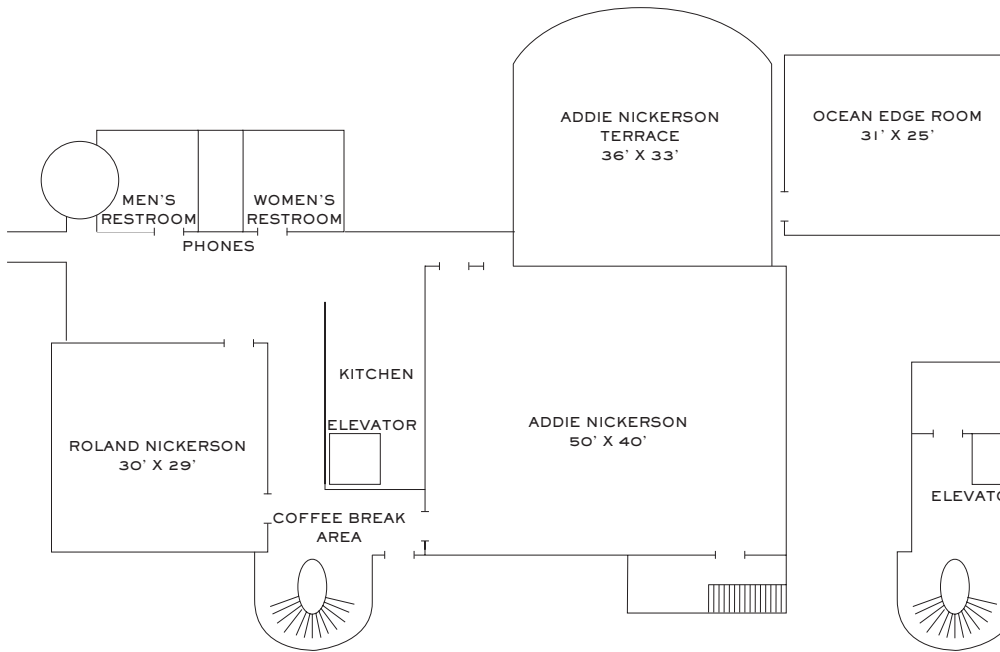 ADDIE NICKERSON
TERRACE
36’ X 33’
OCEAN EDGE ROOM
31’ X 25’
MEN’S
RESTROOM
WOMEN’S
RESTROOM
PHONES
KITCHEN
ELEVATOR
ADDIE NICKERSON
50’ X 40’
ROLAND NICKERSON
30’ X 29’
COFFEE BREAK
AREA
ELEVATO